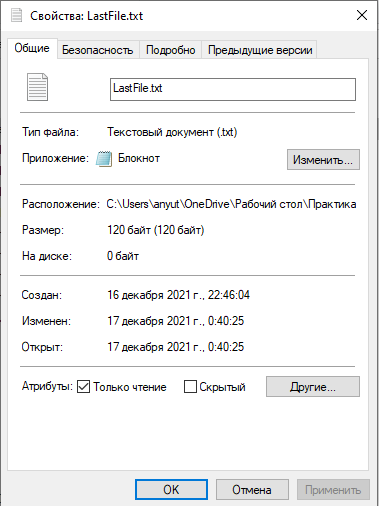 Свойства: LastFile.txt
Общие Безопасность Подробно Предыдущие версии
LastFile.txt
Тип файла: Текстовый документ (.txt)
Приложение: Блокнот Изменить...
Расположение: C:\Users\anyut\OneDrive\Рабочий стол\Практика
Размер: 120 байт (120 байт)
На диске: 0 байт
Создан: 16 декабря 2021 г., 22:46:04
Изменен: 17 декабря 2021 г., 0:40:25
Открыт: 17 декабря 2021 г., 0:40:25
Атрибуты: Только чтение Скрытый Другие...
OK Отмена Применить